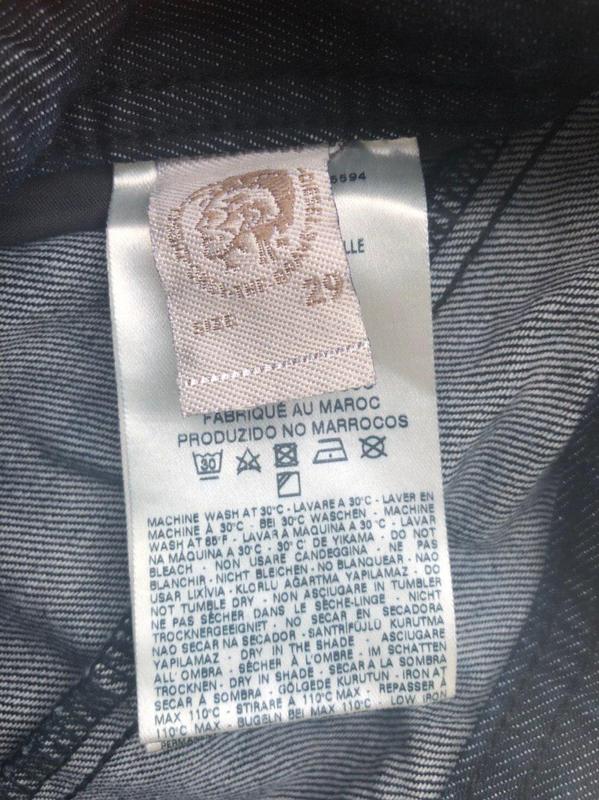 5594
LLE
29
SIZE
FABRIQUÉ AU MAROC
PRODUZIDO NO MARROCOS
30
MACHINE WASH AT 30°C - LAVARE A 30°C - LAVER EN
MACHINE À 30°C - BEI 30°C WASCHEN - MACHINE
WASH AT 85°F - LAVAR A MÁQUINA A 30°C - LAVAR
NA MÁQUINA A 30°C - 30°C DE YIKAMA - DO NOT
BLEACH - NON USARE CANDEGGINA - NE PAS
BLANCHIR - NICHT BLEICHEN - NO BLANQUEAR - NÃO
USAR LIXÍVIA - KLORLU AĞARTMA YAPILAMAZ - DO
NOT TUMBLE DRY - NON ASCIUGARE IN TUMBLER
NE PAS SÉCHER DANS LE SÈCHE-LINGE - NICHT
TROCKNERGEEIGNET - NO SECAR EN SECADORA
NAO SECAR NA SECADOR - SANTRIFÜJLÜ KURUTMA
YAPILAMAZ - DRY IN THE SHADE - ASCIUGARE
ALL'OMBRA - SÉCHER À L'OMBRE - IM SCHATTEN
TROCKNEN - DRY IN SHADE - SECAR A LA SOMBRA
SECAR À SOMBRA - GÖLGEDE KURUTUN - IRON AT
MAX 110°C - STIRARE A 110°C MAX - REPASSER À
110°C MAX - BUGELN BEI MAX 110°C - LOW IRON